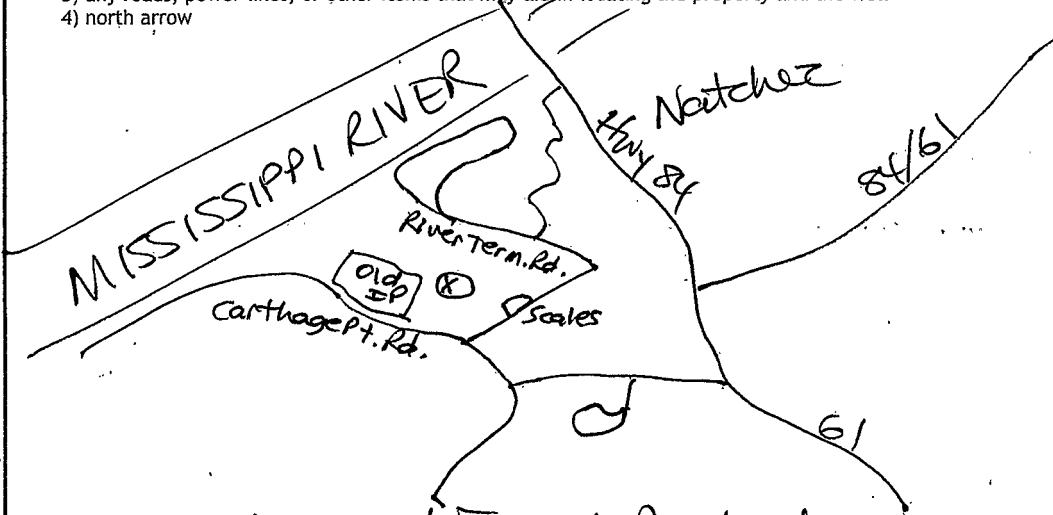 4) north arrow
MISSISSIPPI RIVER
Natchez
Hwy 84
84/61
River Term. Rd.
Old
IP
X
Scales
Carthage Pt. Rd.
61